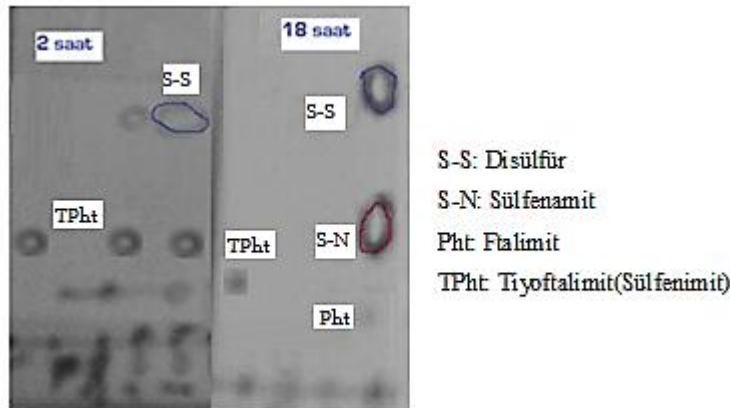 2 saat
18 saat
S-S
S-S
TPht
TPht
S-N
Pht
S-S: Disülfür
S-N: Sülfenamit
Pht: Ftalimit
TPht: Tiyoftalimit(Sülfenimit)